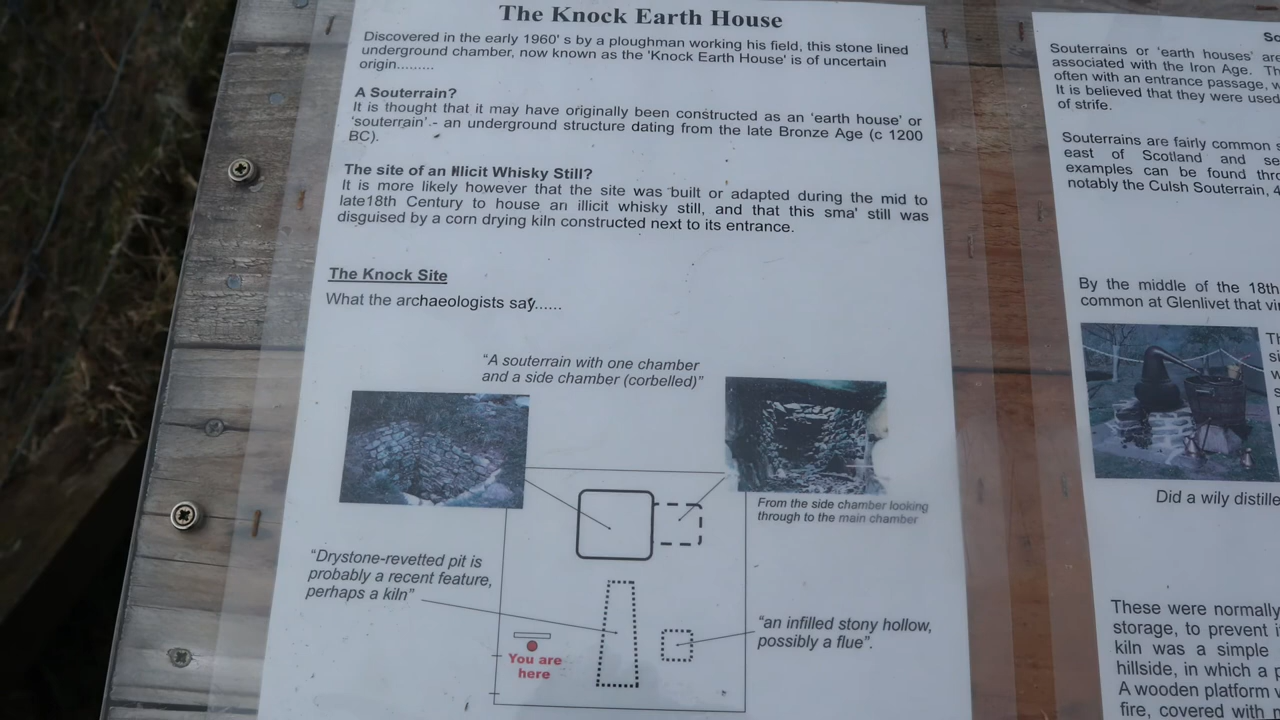 The Knock Earth House
Discovered in the early 1960' s by a ploughman working his field, this stone lined
underground chamber, now known as the 'Knock Earth House' is of uncertain
origin.........
A Souterrain?
It is thought that it may have originally been constructed as an 'earth house' or
'souterrain'.- an underground structure dating from the late Bronze Age (c 1200
BC).
The site of an Illicit Whisky Still?
It is more likely however that the site was built or adapted during the mid to
late18th Century to house an illicit whisky still, and that this sma' still was
disguised by a corn drying kiln constructed next to its entrance.
The Knock Site
What the archaeologists say......
“A souterrain with one chamber
and a side chamber (corbelled)”
From the side chamber looking
through to the main chamber
“Drystone-revetted pit is
probably a recent feature,
perhaps a kiln”
“an infilled stony hollow,
possibly a flue”.
You are
here
Souterrains or 'earth houses' are
associated with the Iron Age.
often with an entrance passage,
It is believed that they were used
of strife.
Souterrains are fairly common
east of Scotland and
examples can be found
notably the Culsh Souterrain,
By the middle of the 18th
common at Glenlivet that
Did a wily
These were normally
storage, to prevent
kiln was a simple
hillside, in which a
A wooden platform
fire, covered with